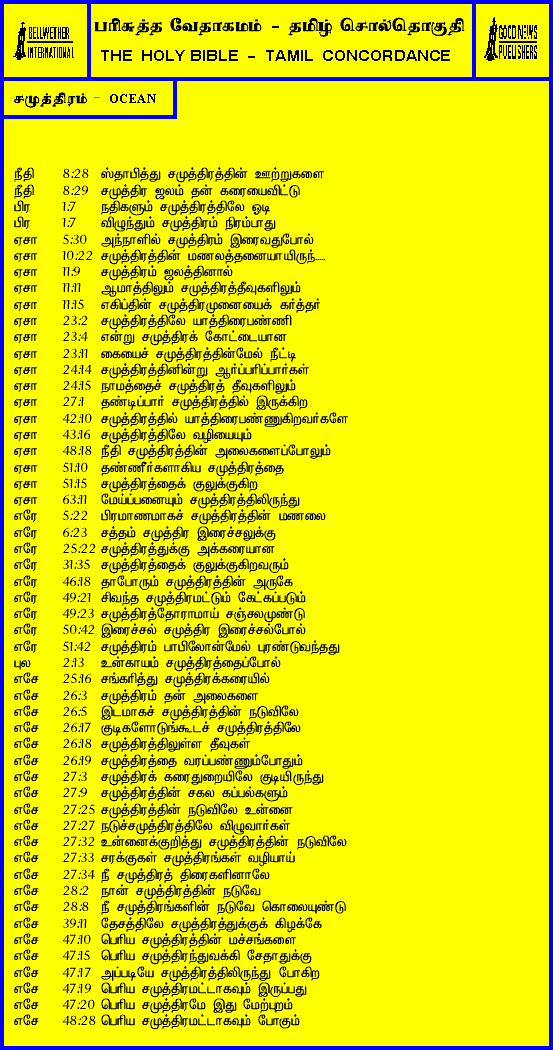 BELLWETHER
INTERNATIONAL
பரிசுத்த வேதாகமம் - தமிழ் சொல்தொகுதி
THE HOLY BIBLE - TAMIL CONCORDANCE
GOOD NEWS
PUBLISHERS
சமுத்திரம் - OCEAN
நீதி 8:28 ஸ்தாபித்து சமுத்திரத்தின் ஊற்றுகளை
நீதி 8:29 சமுத்திர ஜலம் தன் கரையைவிட்டு
பிர 1:7 நதிகளும் சமுத்திரத்திலே ஓடி
பிர 1:7 விழுந்தும் சமுத்திரம் நிரம்பாது
ஏசா 5:30 அந்நாளில் சமுத்திரம் இரைவதுபோல்
ஏசா 10:22 சமுத்திரத்தின் மணலத்தனையாயிருந்.....
ஏசா 11:9 சமுத்திரம் ஜலத்தினால்
ஏசா 11:11 ஆமாத்திலும் சமுத்திரத்தீவுகளிலும்
ஏசா 11:15 எகிப்தின் சமுத்திரமுனையைக் கர்த்தர்
ஏசா 23:2 சமுத்திரத்திலே யாத்திரைபண்ணி
ஏசா 23:4 என்று சமுத்திரக் கோட்டையான
ஏசா 23:11 கையைச் சமுத்திரத்தின்மேல் நீட்டி
ஏசா 24:14 சமுத்திரத்தினின்று ஆர்ப்பரிப்பார்கள்
ஏசா 24:15 நாமத்தைச் சமுத்திரத் தீவுகளிலும்
ஏசா 27:1 தண்டிப்பார் சமுத்திரத்தில் இருக்கிற
ஏசா 42:10 சமுத்திரத்தில் யாத்திரைபண்ணுகிறவர்களே
ஏசா 43:16 சமுத்திரத்திலே வழியையும்
ஏசா 48:18 நீதி சமுத்திரத்தின் அலைகளைப்போலும்
ஏசா 51:10 தண்ணீர்களாகிய சமுத்திரத்தை
ஏசா 51:15 சமுத்திரத்தைக் குலுக்குகிற
ஏசா 63:11 மேய்ப்பனையும் சமுத்திரத்திலிருந்து
எரே 5:22 பிரமாணமாகச் சமுத்திரத்தின் மணலை
எரே 6:23 சத்தம் சமுத்திர இரைச்சலுக்கு
எரே 25:22 சமுத்திரத்துக்கு அக்கரையான
எரே 31:35 சமுத்திரத்தைக் குலுக்குகிறவரும்
எரே 46:18 தாபோரும் சமுத்திரத்தின் அருகே
எரே 49:21 சிவந்த சமுத்திரமட்டும் கேட்கப்படும்
எரே 49:23 சமுத்திரத்தோராமாய் சஞ்சலமுண்டு
எரே 50:42 இரைச்சல் சமுத்திர இரைச்சல்போல்
எரே 51:42 சமுத்திரம் பாபிலோன்மேல் புரண்டுவந்தது
புல 2:13 உன்காயம் சமுத்திரத்தைப்போல்
எசே 25:16 சங்கரித்து சமுத்திரக்கரையில்
எசே 26:3 சமுத்திரம் தன் அலைகளை
எசே 26:5 இடமாகச் சமுத்திரத்தின் நடுவிலே
எசே 26:17 குடிகளோடுங்கூடச் சமுத்திரத்திலே
எசே 26:18 சமுத்திரத்திலுள்ள தீவுகள்
எசே 26:19 சமுத்திரத்தை வரப்பண்ணும்போதும்
எசே 27:3 சமுத்திரக் கரைதுறையிலே குடியிருந்து
எசே 27:9 சமுத்திரத்தின் சகல கப்பல்களும்
எசே 27:25 சமுத்திரத்தின் நடுவிலே உன்னை
எசே 27:27 நடுச்சமுத்திரத்திலே விழுவார்கள்
எசே 27:32 உன்னைக்குறித்து சமுத்திரத்தின் நடுவிலே
எசே 27:33 சரக்குகள் சமுத்திரங்கள் வழியாய்
எசே 27:34 நீ சமுத்திரத் திரைகளினாலே
எசே 28:2 நான் சமுத்திரத்தின் நடுவே
எசே 28:8 நீ சமுத்திரங்களின் நடுவே கொலையுண்டு
எசே 39:11 தேசத்திலே சமுத்திரத்துக்குக் கிழக்கே
எசே 47:10 பெரிய சமுத்திரத்தின் மச்சங்களை
எசே 47:15 பெரிய சமுத்திரந்துவக்கி சேதாதுக்கு
எசே 47:17 அப்படியே சமுத்திரத்திலிருந்து போகிற
எசே 47:19 பெரிய சமுத்திரமட்டாகவும் இருப்பது
எசே 47:20 பெரிய சமுத்திரமே இது மேற்புறம்
எசே 48:28 பெரிய சமுத்திரமட்டாகவும் போகும்